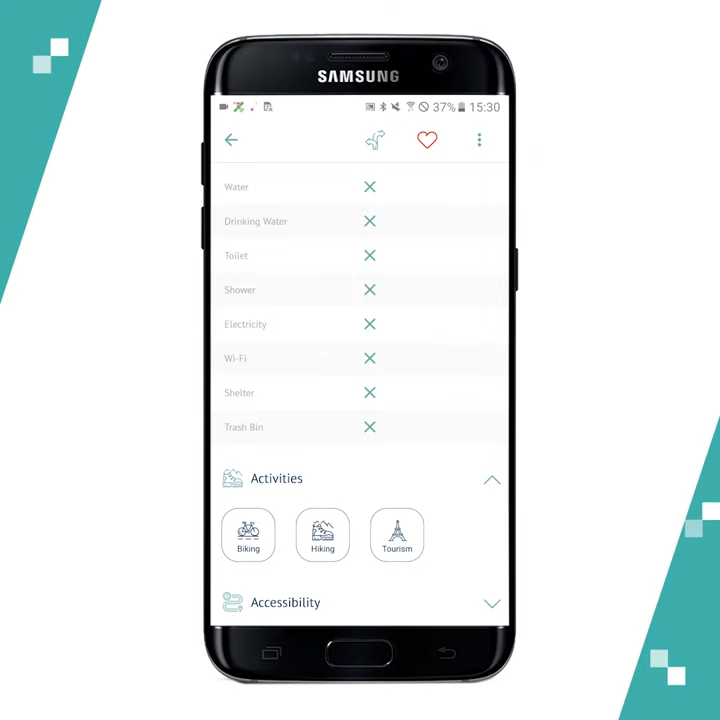 SAMSUNG
37% 15:30
Water
Drinking Water
Toilet
Shower
Electricity
Wi-Fi
Shelter
Trash Bin
Activities
Biking
Hiking
Tourism
Accessibility